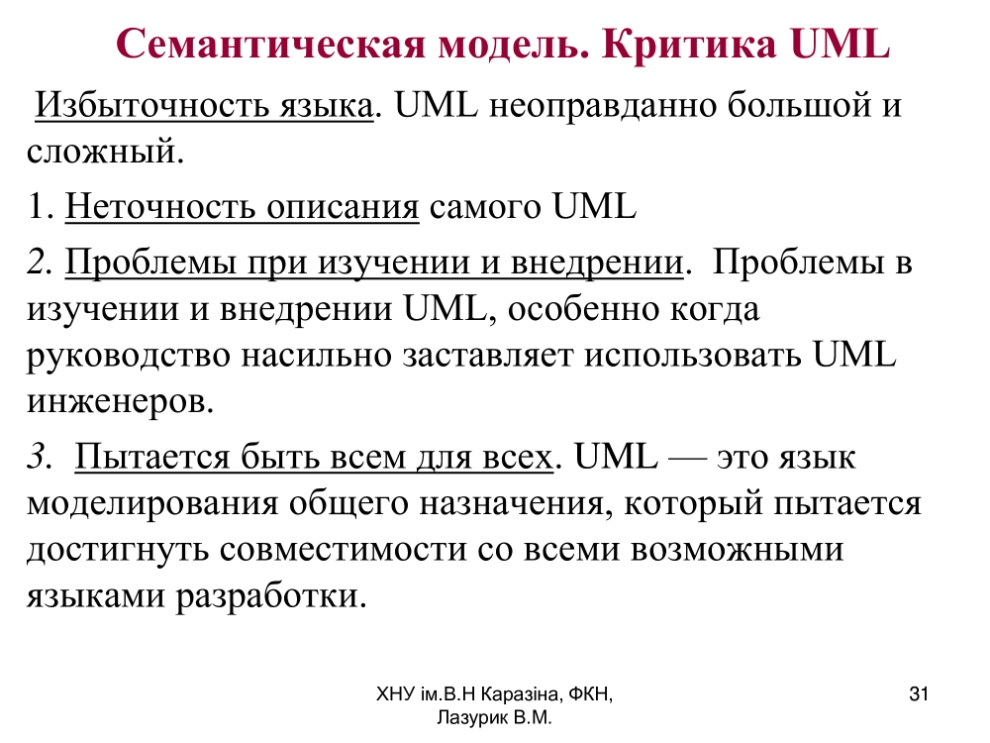 Семантическая модель. Критика UML
Избыточность языка. UML неоправданно большой и
сложный.
1. Неточность описания самого UML
2. Проблемы при изучении и внедрении. Проблемы в
изучении и внедрении UML, особенно когда
руководство насильно заставляет использовать UML
инженеров.
3. Пытается быть всем для всех. UML — это язык
моделирования общего назначения, который пытается
достигнуть совместимости со всеми возможными
языками разработки.
ХНУ ім.В.Н Каразіна, ФКН,
Лазурик В.М.
31